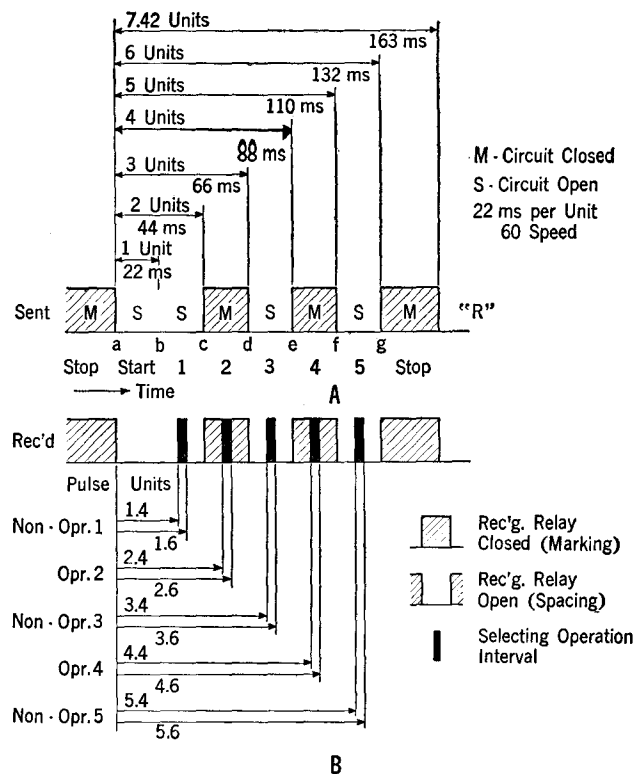 7.42 Units
163 ms
6 Units
132 ms
5 Units
110 ms
4 Units
88 ms
3 Units
66 ms
2 Units
44 ms
1 Unit
22 ms
M - Circuit Closed
S - Circuit Open
22 ms per Unit
60 Speed
Sent M S S M S M S M "R"
a b c d e f g
Stop Start 1 2 3 4 5 Stop
Time
A
Rec'd
Pulse Units
Non - Opr. 1 1.4
1.6
Opr. 2 2.4
2.6
Non - Opr. 3 3.4
3.6
Opr. 4 4.4
4.6
Non - Opr. 5 5.4
5.6
Rec'g. Relay
Closed (Marking)
Rec'g. Relay
Open (Spacing)
Selecting Operation
Interval
B